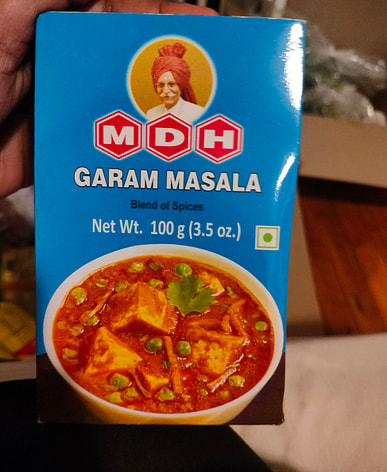 MDH
GARAM MASALA
Blend of Spices
Net Wt. 100 g (3.5 oz.)